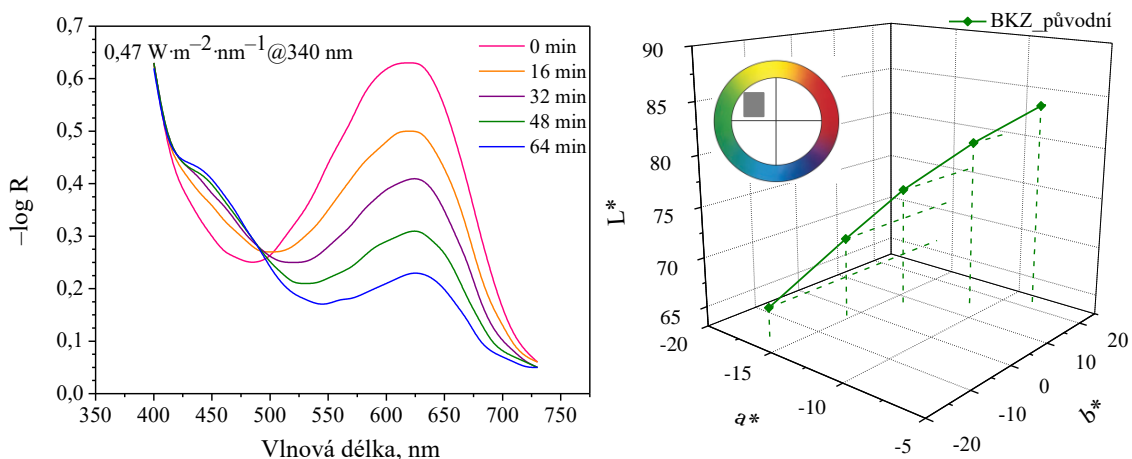 0,7
0,6
0,5
0,4
0,3
0,2
0,1
0,0
–log R
0,47 W·m⁻²·nm⁻¹@340 nm
0 min
16 min
32 min
48 min
64 min
350 400 450 500 550 600 650 700 750
Vlnová délka, nm
BKZ_původní
90
85
80
75
70
65
L*
-20
-15
-10
-5
a*
-20
-10
0
10
20
b*